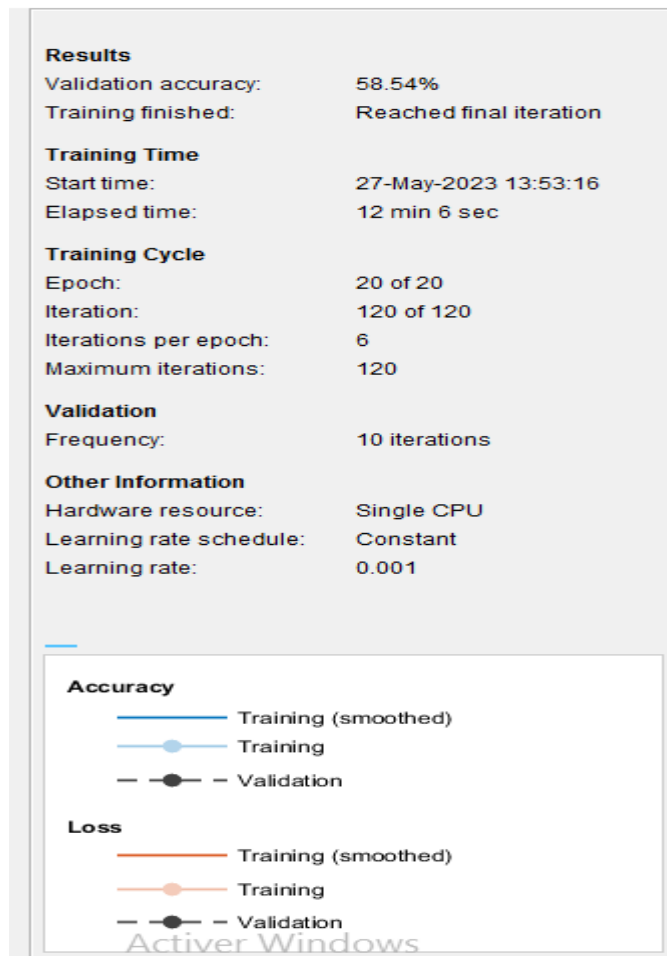 Results
Validation accuracy: 58.54%
Training finished: Reached final iteration
Training Time
Start time: 27-May-2023 13:53:16
Elapsed time: 12 min 6 sec
Training Cycle
Epoch: 20 of 20
Iteration: 120 of 120
Iterations per epoch: 6
Maximum iterations: 120
Validation
Frequency: 10 iterations
Other Information
Hardware resource: Single CPU
Learning rate schedule: Constant
Learning rate: 0.001
Accuracy
Training (smoothed)
Training
Validation
Loss
Training (smoothed)
Training
Validation
Activer Windows